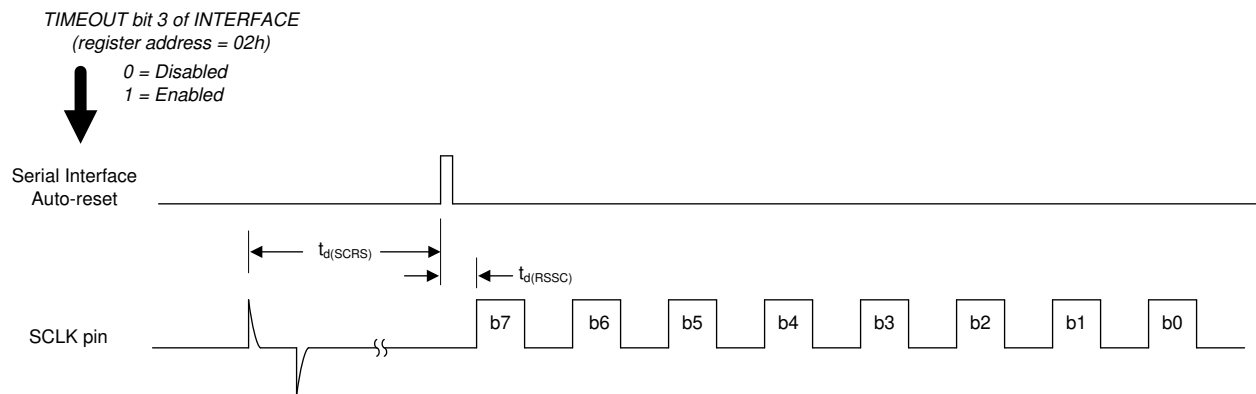 TIMEOUT bit 3 of INTERFACE
(register address = 02h)
0 = Disabled
1 = Enabled
Serial Interface
Auto-reset
td(SCRS)
td(RSSC)
SCLK pin
b7 b6 b5 b4 b3 b2 b1 b0